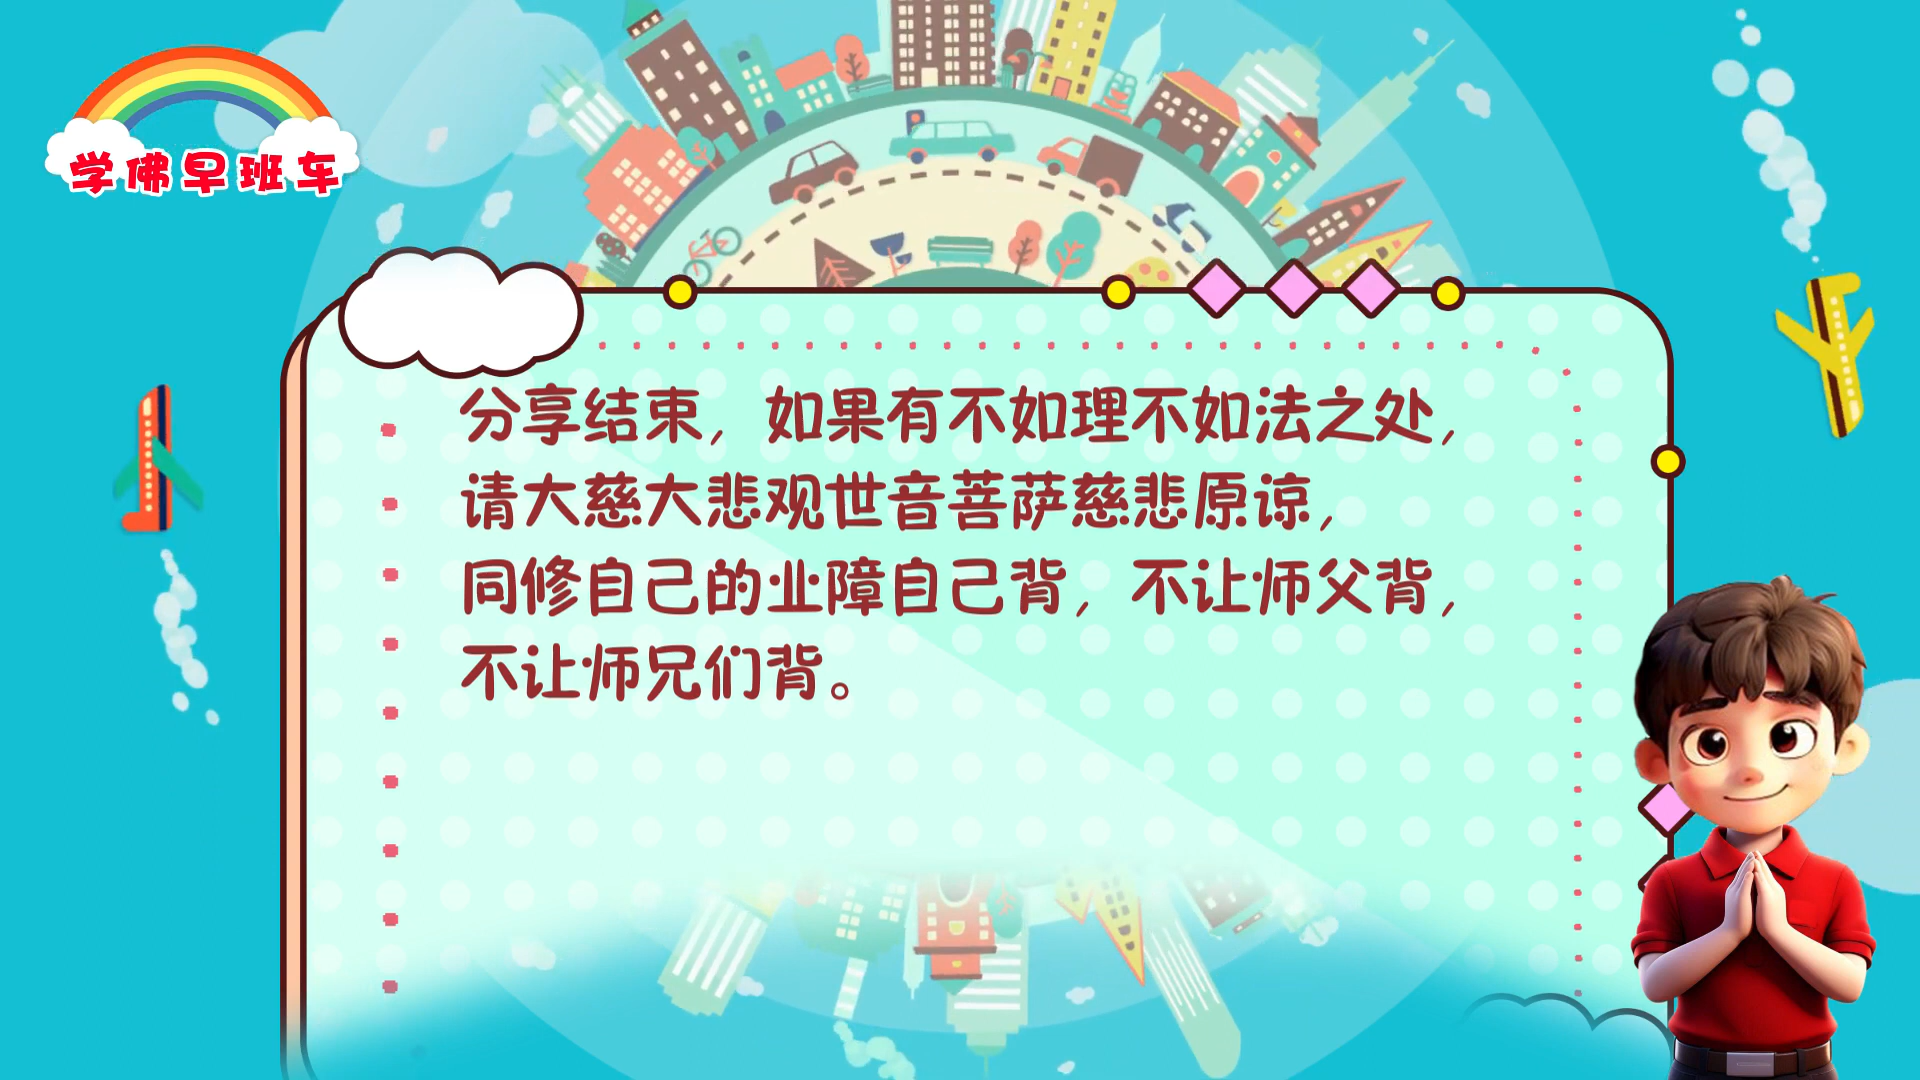 学佛早班车
分享结束，如果有不如理不如法之处，
请大慈大悲观世音菩萨慈悲原谅，
同修自己的业障自己背，不让师父背，
不让师兄们背。